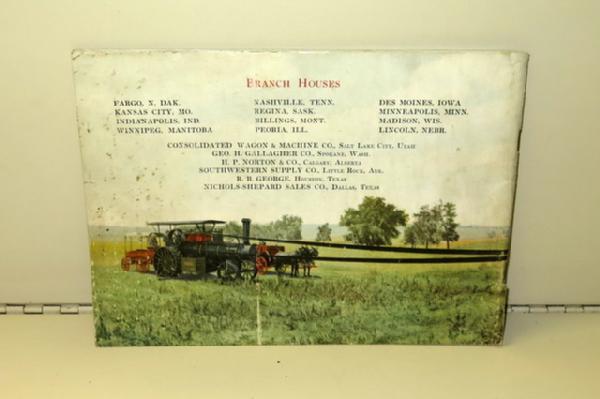 BRANCH HOUSES
FARGO, N. DAK.
KANSAS CITY, MO.
INDIANAPOLIS, IND.
WINNIPEG, MANITOBA
NASHVILLE, TENN.
REGINA, SASK.
BILLINGS, MONT.
PEORIA, ILL.
DES MOINES, IOWA
MINNEAPOLIS, MINN.
MADISON, WIS.
LINCOLN, NEBR.
CONSOLIDATED WAGON & MACHINE CO., SALT LAKE CITY, UTAH
GEO. H. GALLAGHER CO., SPOKANE, WASH.
H. P. NORTON & CO., CALGARY, ALBERTA
SOUTHWESTERN SUPPLY CO., LITTLE ROCK, ARK.
R. B. GEORGE, HOUSTON, TEXAS
NICHOLS-SHEPARD SALES CO., DALLAS, TEXAS